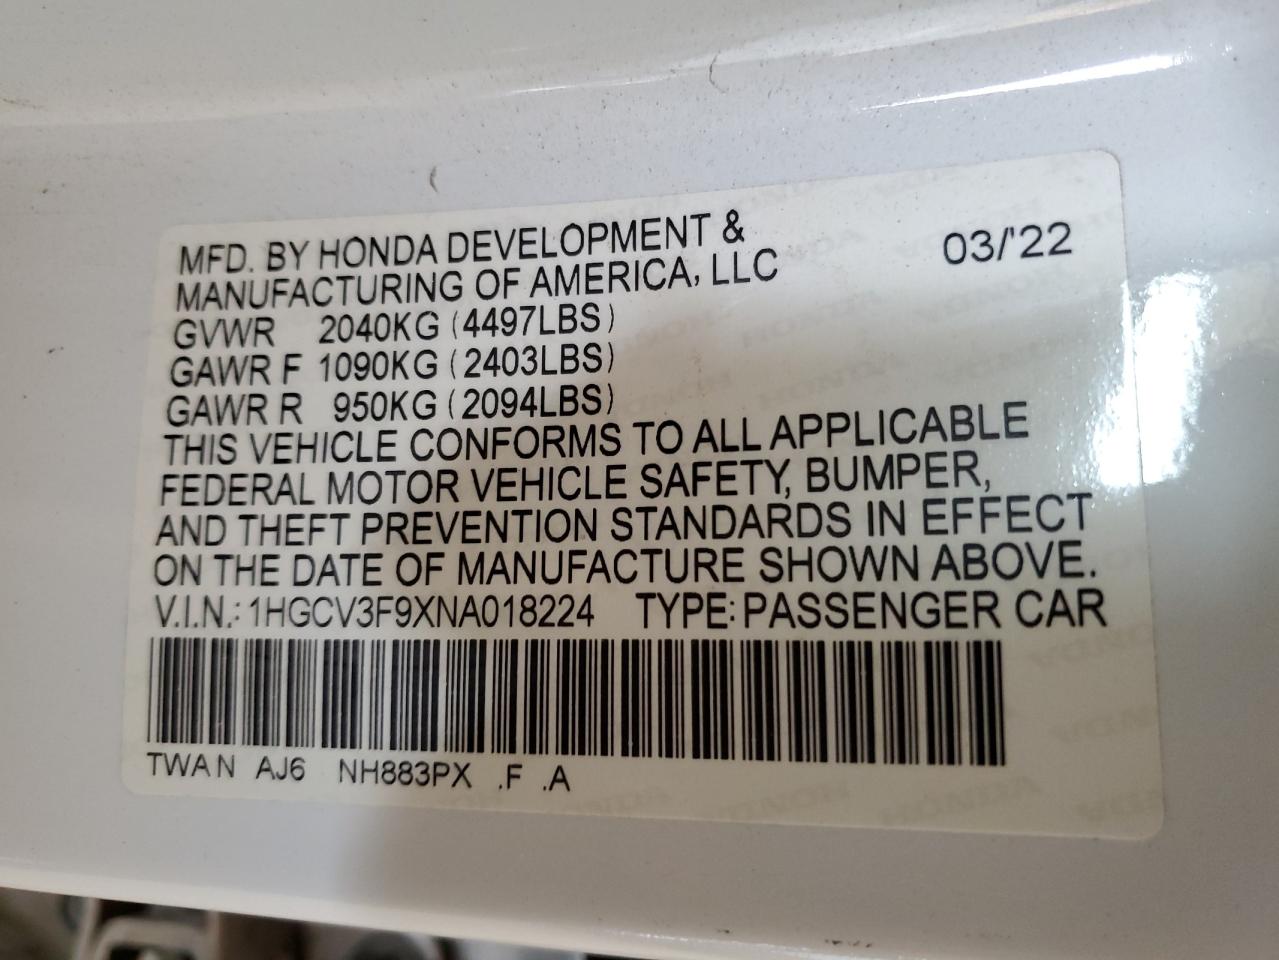 MFD. BY HONDA DEVELOPMENT &
MANUFACTURING OF AMERICA, LLC
03/'22
GVWR 2040KG (4497LBS)
GAWR F 1090KG (2403LBS)
GAWR R 950KG (2094LBS)
THIS VEHICLE CONFORMS TO ALL APPLICABLE
FEDERAL MOTOR VEHICLE SAFETY, BUMPER,
AND THEFT PREVENTION STANDARDS IN EFFECT
ON THE DATE OF MANUFACTURE SHOWN ABOVE.
V.I.N.: 1HGCV3F9XNA018224 TYPE: PASSENGER CAR
TWAN AJ6 NH883PX .F .A